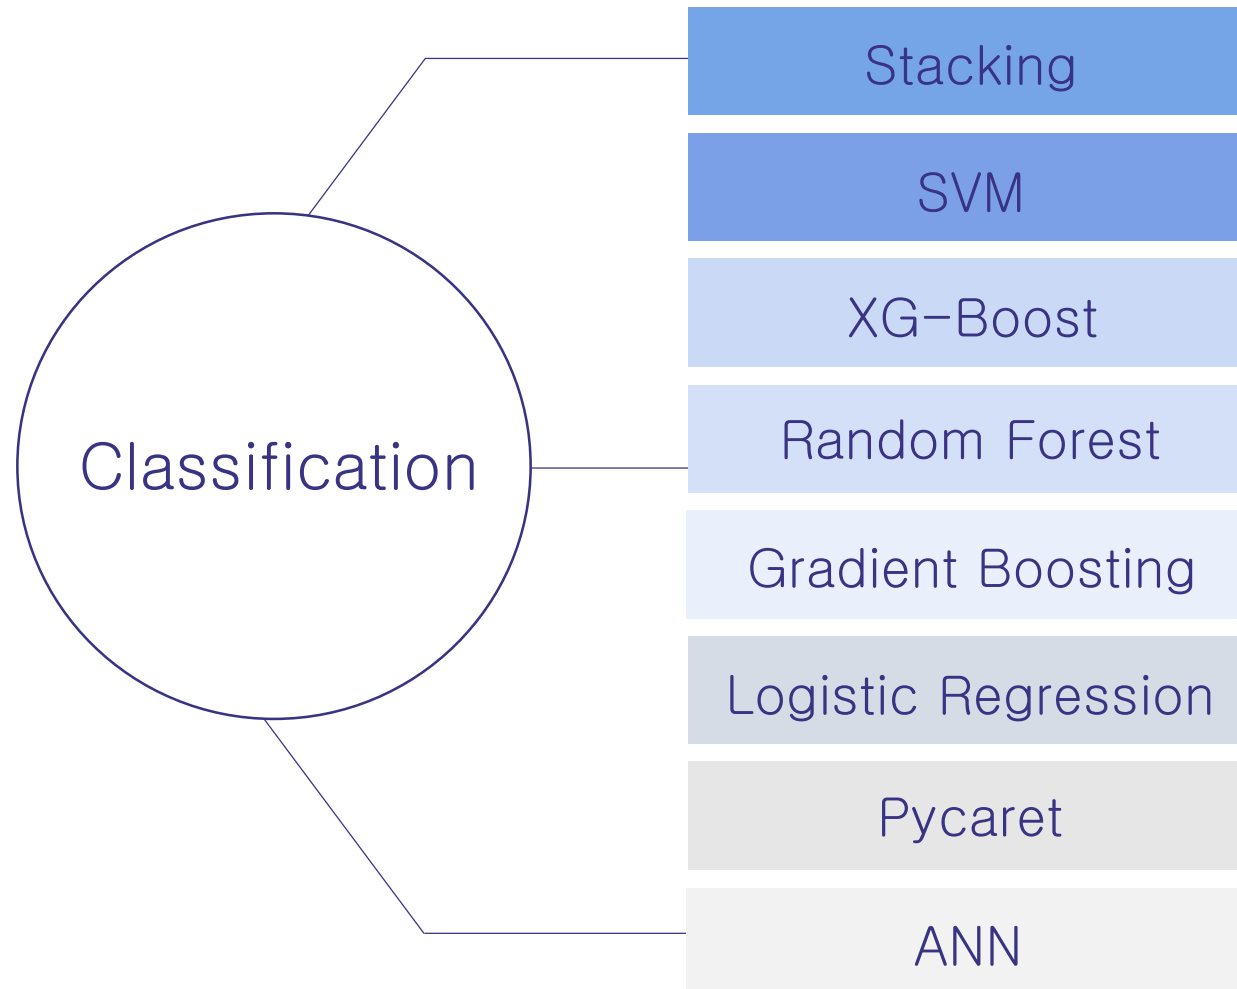 Classification
Stacking
SVM
XG-Boost
Random Forest
Gradient Boosting
Logistic Regression
Pycaret
ANN